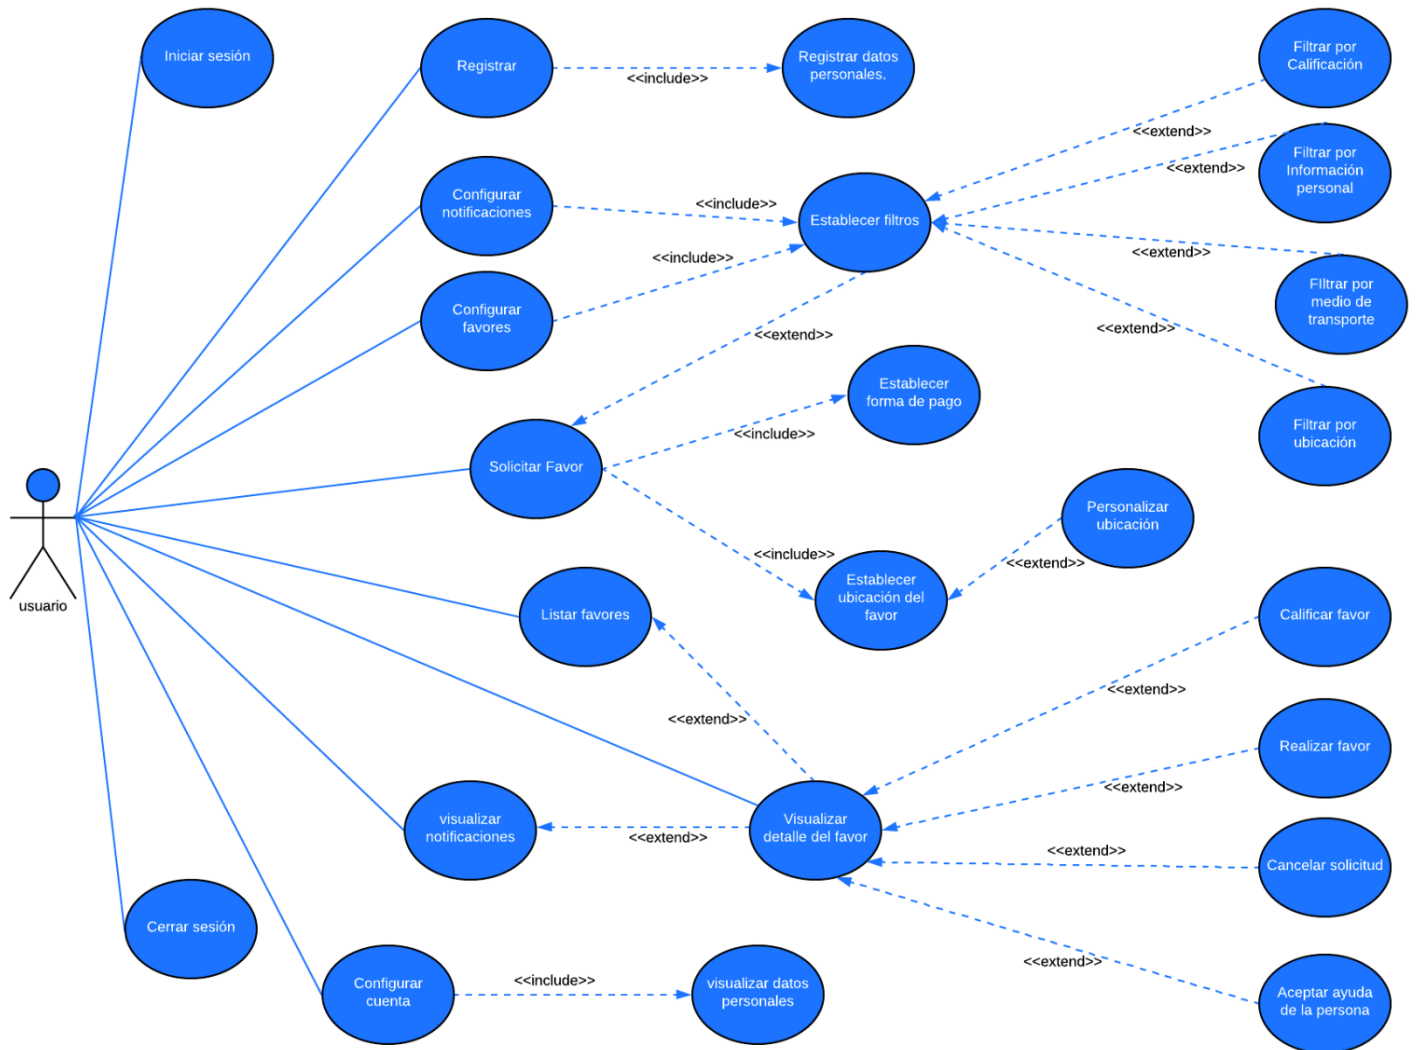 Iniciar sesión
Registrar
<<include>>
Registrar datos
personales.
Filtrar por
Calificación
<<extend>>
Filtrar por
Información
personal
<<extend>>
Configurar
notificaciones
<<include>>
Establecer filtros
<<extend>>
FIltrar por
medio de
transporte
Configurar
favores
<<include>>
<<extend>>
<<extend>>
Filtrar por
ubicación
Establecer
forma de pago
<<include>>
Solicitar Favor
Personalizar
ubicación
<<include>>
<<extend>>
Establecer
ubicación del
favor
usuario
Listar favores
Calificar favor
<<extend>>
<<extend>>
Realizar favor
<<extend>>
visualizar
notificaciones
<<extend>>
Visualizar
detalle del favor
<<extend>>
Cancelar solicitud
Cerrar sesión
<<extend>>
Configurar
cuenta
<<include>>
visualizar datos
personales
Aceptar ayuda
de la persona